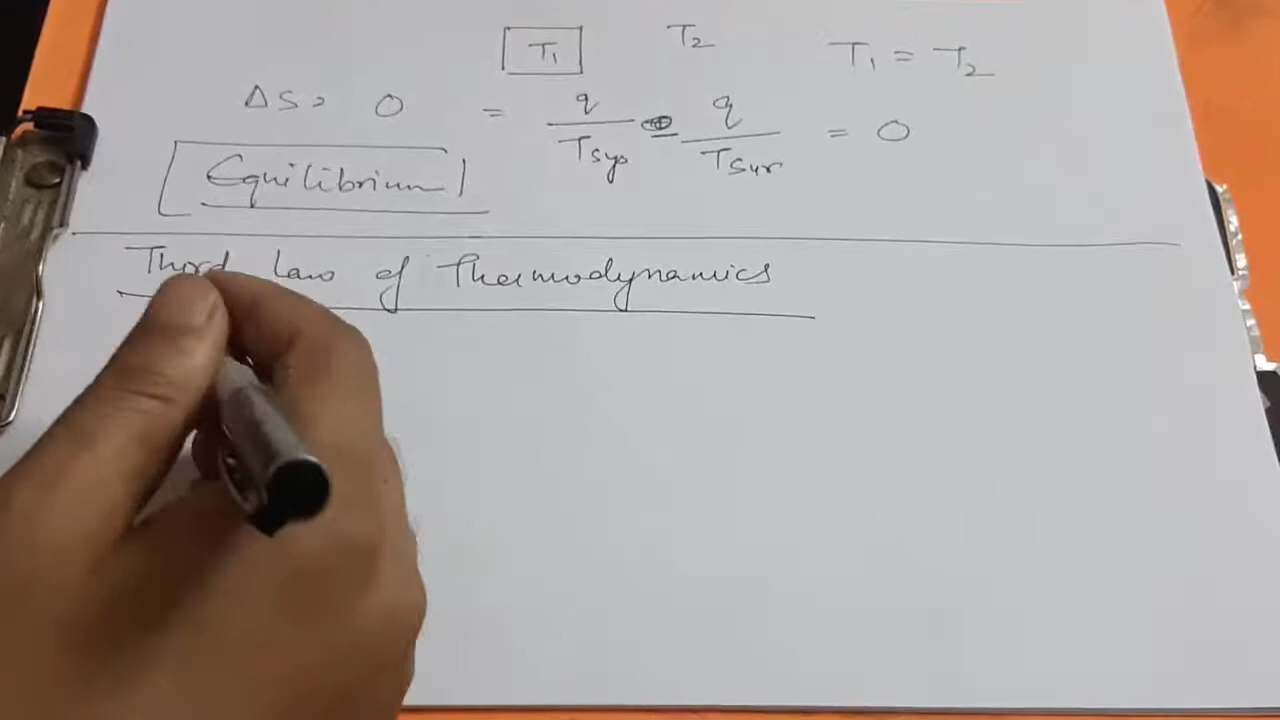 T₁ T₂ T₁ = T₂
ΔS = 0 = q/Tsys - q/Tsur = 0
Equilibrium
Third Law of Thermodynamics